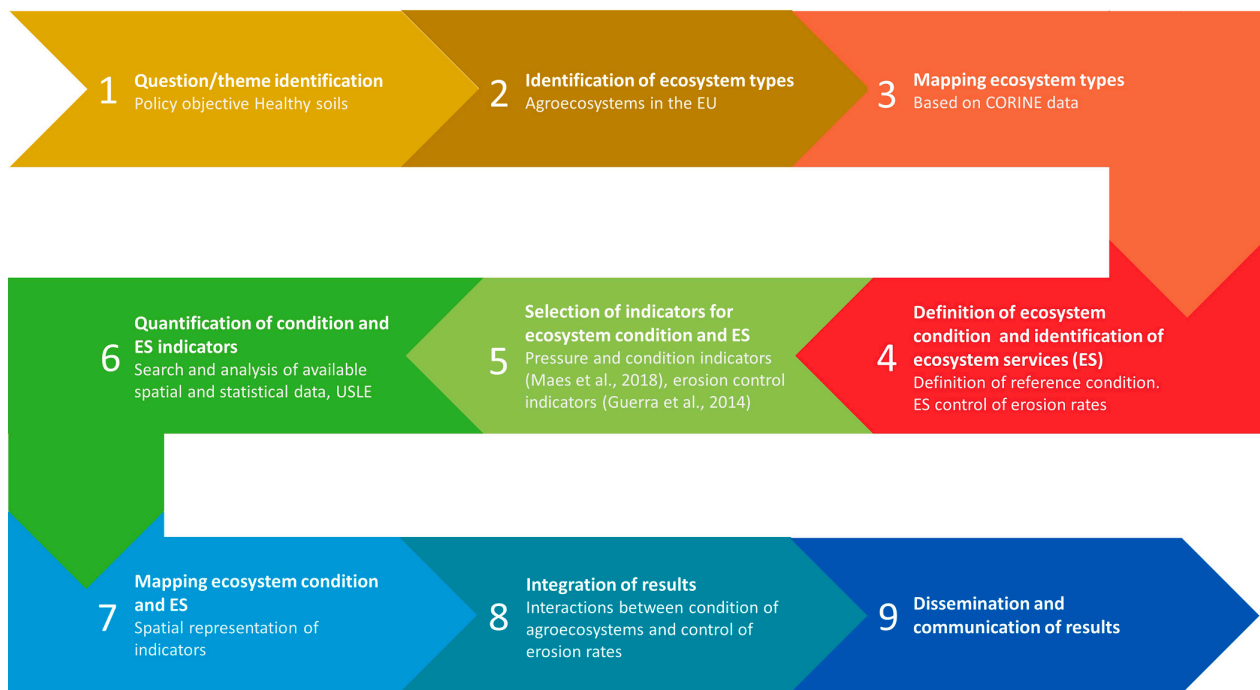 1
Question/theme identification
Policy objective Healthy soils
2
Identification of ecosystem types
Agroecosystems in the EU
3
Mapping ecosystem types
Based on CORINE data
4
Definition of ecosystem
condition and identification of
ecosystem services (ES)
Definition of reference condition.
ES control of erosion rates
5
Selection of indicators for
ecosystem condition and ES
Pressure and condition indicators
(Maes et al., 2018), erosion control
indicators (Guerra et al., 2014)
6
Quantification of condition and
ES indicators
Search and analysis of available
spatial and statistical data, USLE
7
Mapping ecosystem condition
and ES
Spatial representation of
indicators
8
Integration of results
Interactions between condition of
agroecosystems and control of
erosion rates
9
Dissemination and
communication of results